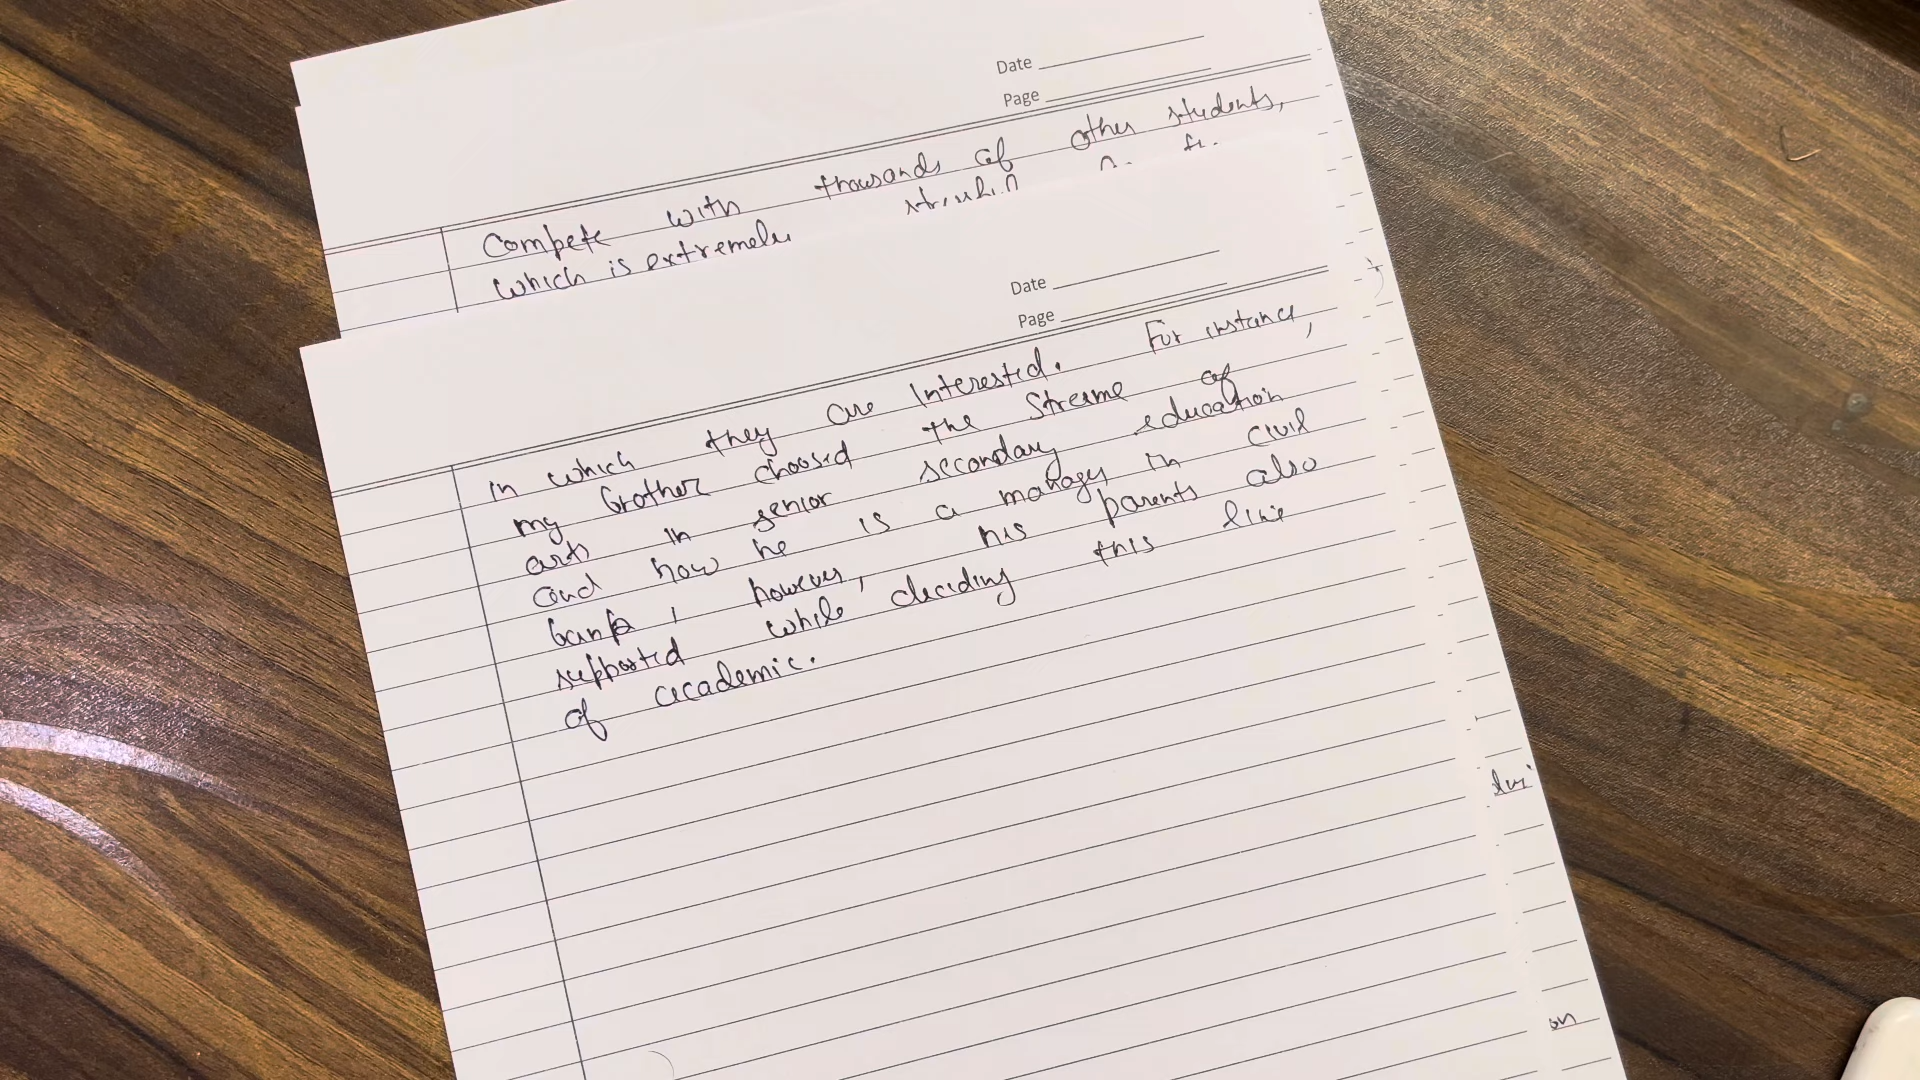 Date
Page
Compete with thousands of other students,
which is extremely
Date
Page
in which they are Interested. For instance,
my brother choosed the Streame of
arts in senior secondary education
and now he is a manager in civil
bank, however, his parents also
supported while deciding this line
of academic.
on